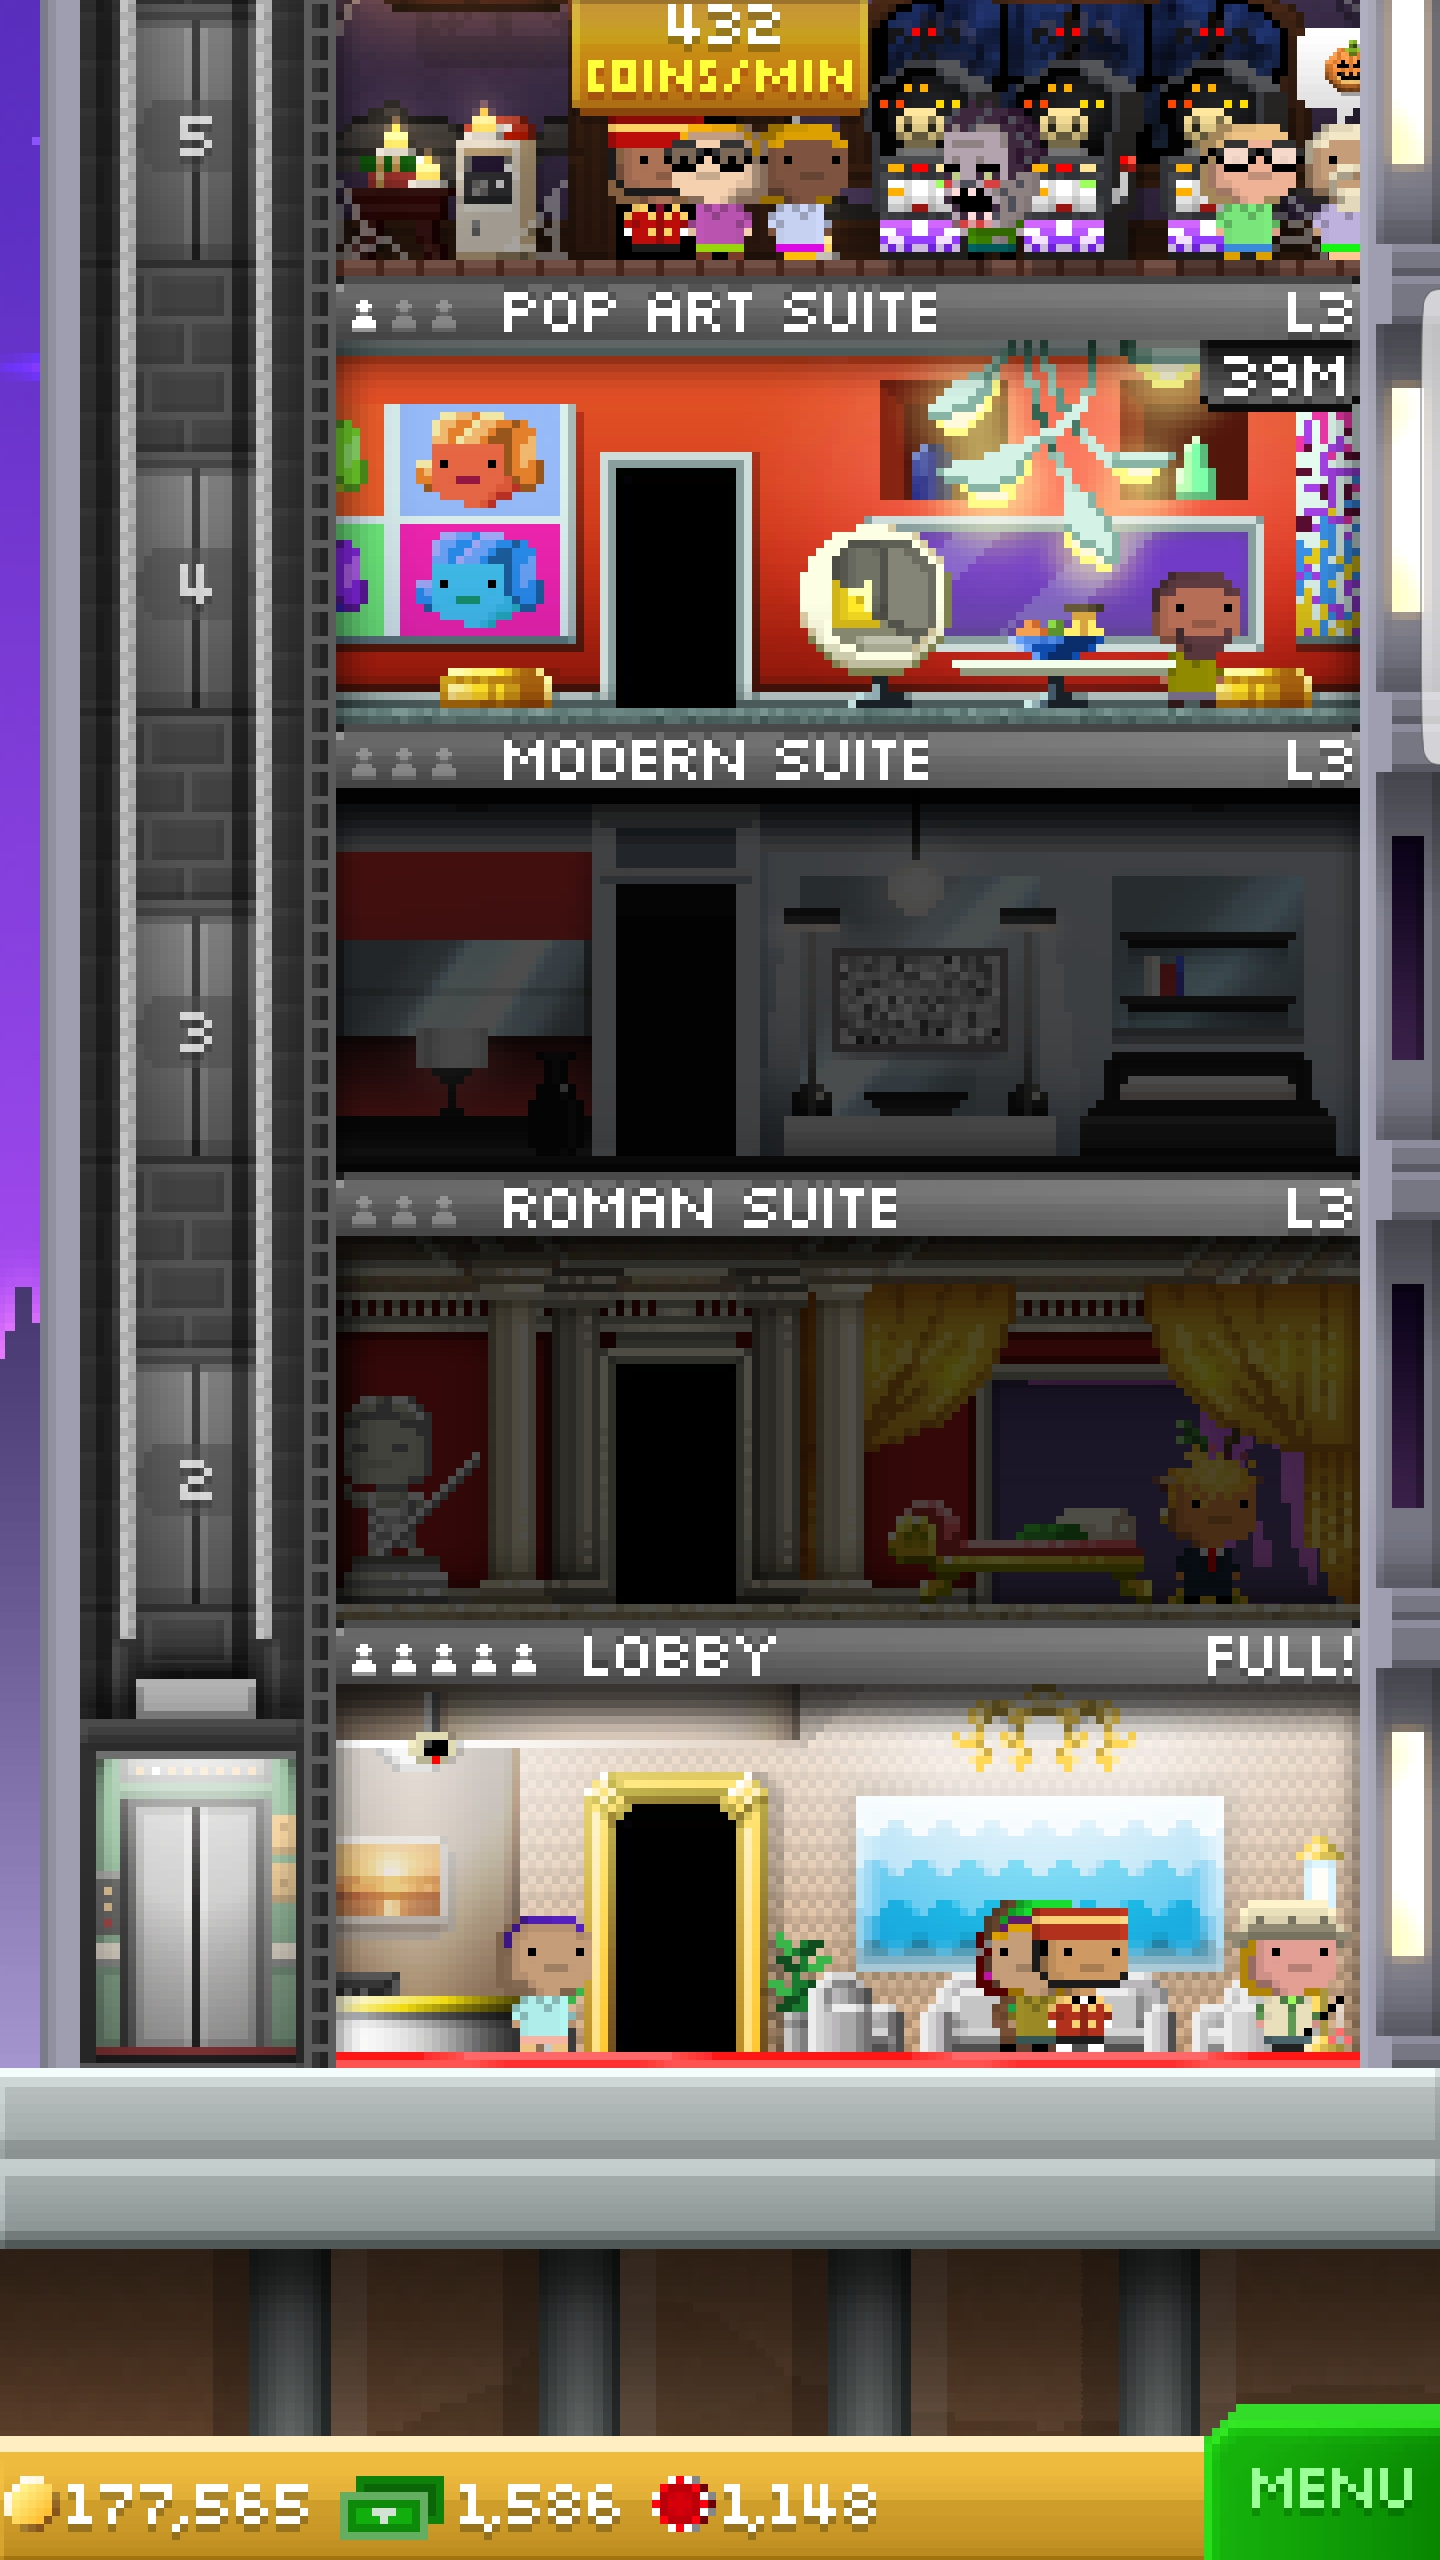 432
COINS/MIN
5
POP ART SUITE L3
39M
4
MODERN SUITE L3
3
ROMAN SUITE L3
2
LOBBY FULL!
177,565 1,586 1,148
MENU